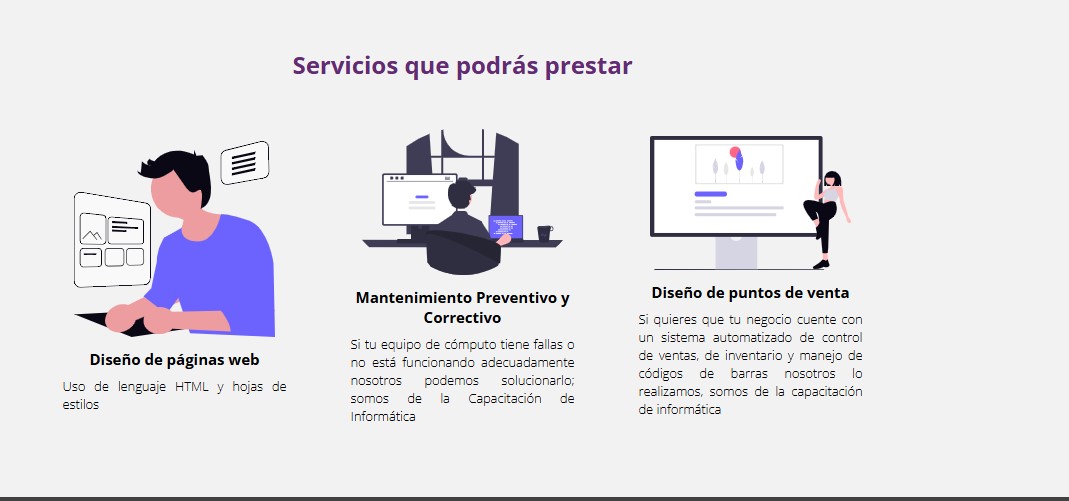 Servicios que podrás prestar
Diseño de páginas web
Uso de lenguaje HTML y hojas de
estilos
Mantenimiento Preventivo y
Correctivo
Si tu equipo de cómputo tiene fallas o
no está funcionando adecuadamente
nosotros podemos solucionarlo;
somos de la Capacitación de
Informática
Diseño de puntos de venta
Si quieres que tu negocio cuente con
un sistema automatizado de control
de ventas, de inventario y manejo de
códigos de barras nosotros lo
realizamos, somos de la capacitación
de informática